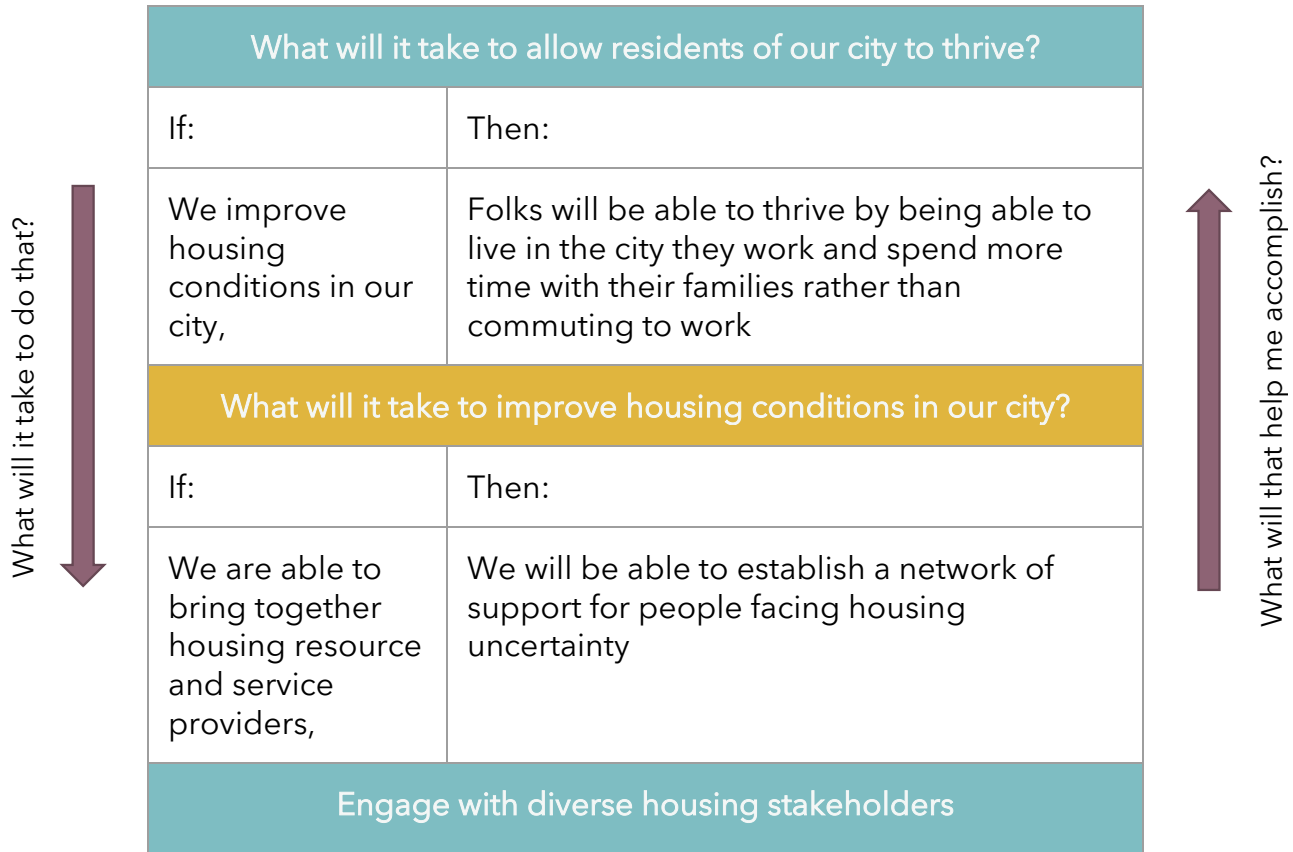 What will it take to allow residents of our city to thrive?
If:
Then:
We improve
housing
conditions in our
city,
Folks will be able to thrive by being able to
live in the city they work and spend more
time with their families rather than
commuting to work
What will it take to improve housing conditions in our city?
If:
Then:
We are able to
bring together
housing resource
and service
providers,
We will be able to establish a network of
support for people facing housing
uncertainty
Engage with diverse housing stakeholders
What will it take to do that?
What will that help me accomplish?